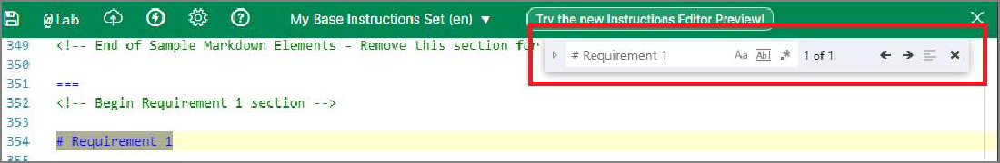 @lab My Base Instructions Set (en) ▼ Try the new Instructions Editor Preview!
# Requirement 1 Aa Abl .* 1 of 1
349 <!-- End of Sample Markdown Elements - Remove this section for
350
351 ===
352 <!-- Begin Requirement 1 section -->
353
354 # Requirement 1
355